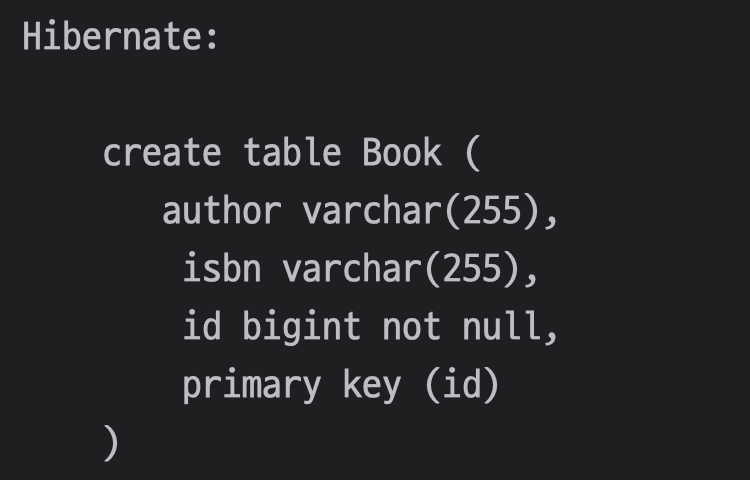 Hibernate:
create table Book (
author varchar(255),
isbn varchar(255),
id bigint not null,
primary key (id)
)